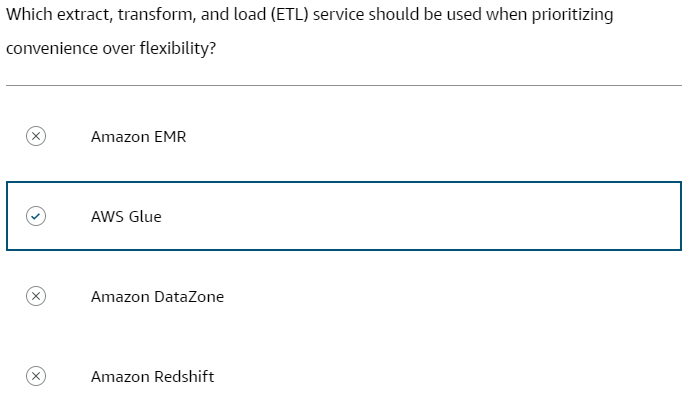 Which extract, transform, and load (ETL) service should be used when prioritizing
convenience over flexibility?
Amazon EMR
AWS Glue
Amazon DataZone
Amazon Redshift